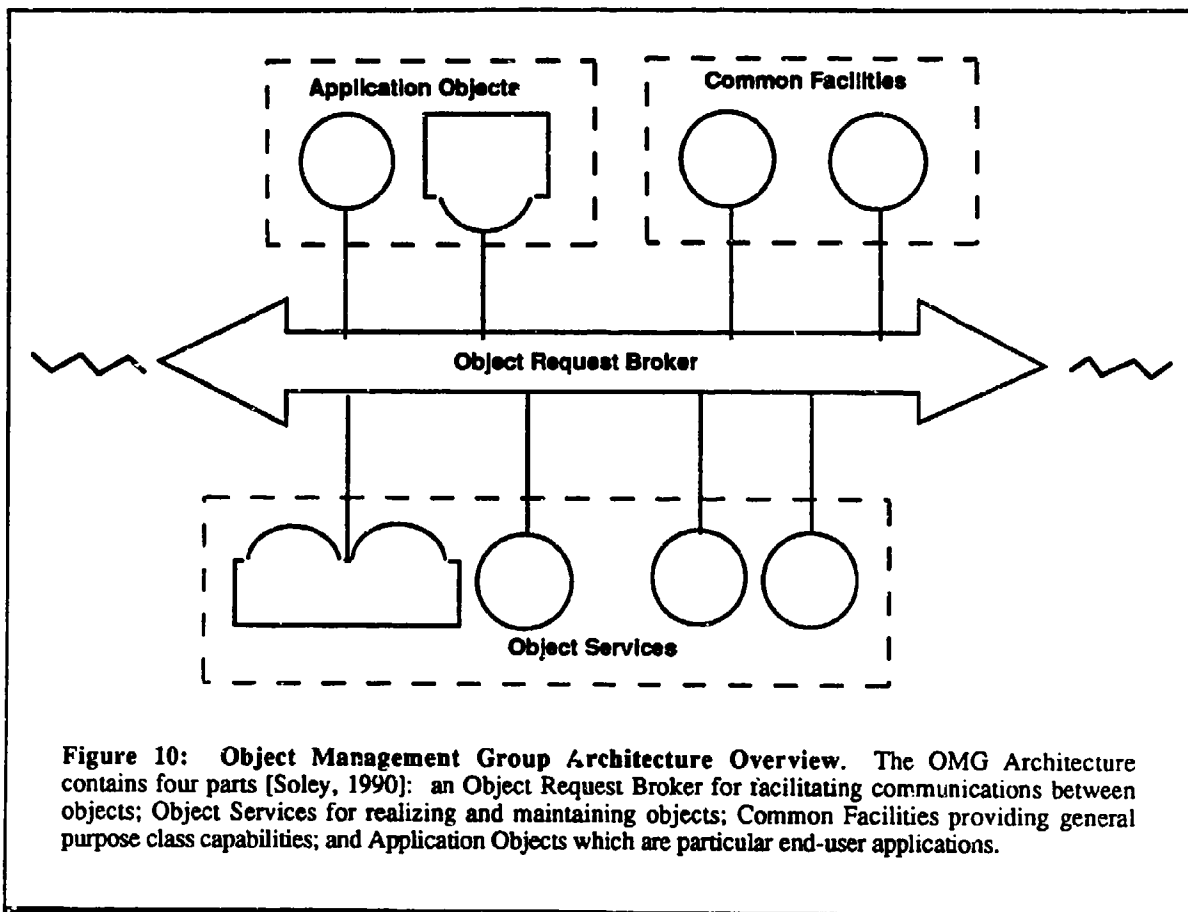 Application Objects
Common Facilities
Object Request Broker
Object Services
Figure 10: Object Management Group Architecture Overview. The OMG Architecture
contains four parts [Soley, 1990]: an Object Request Broker for facilitating communications between
objects; Object Services for realizing and maintaining objects; Common Facilities providing general
purpose class capabilities; and Application Objects which are particular end-user applications.